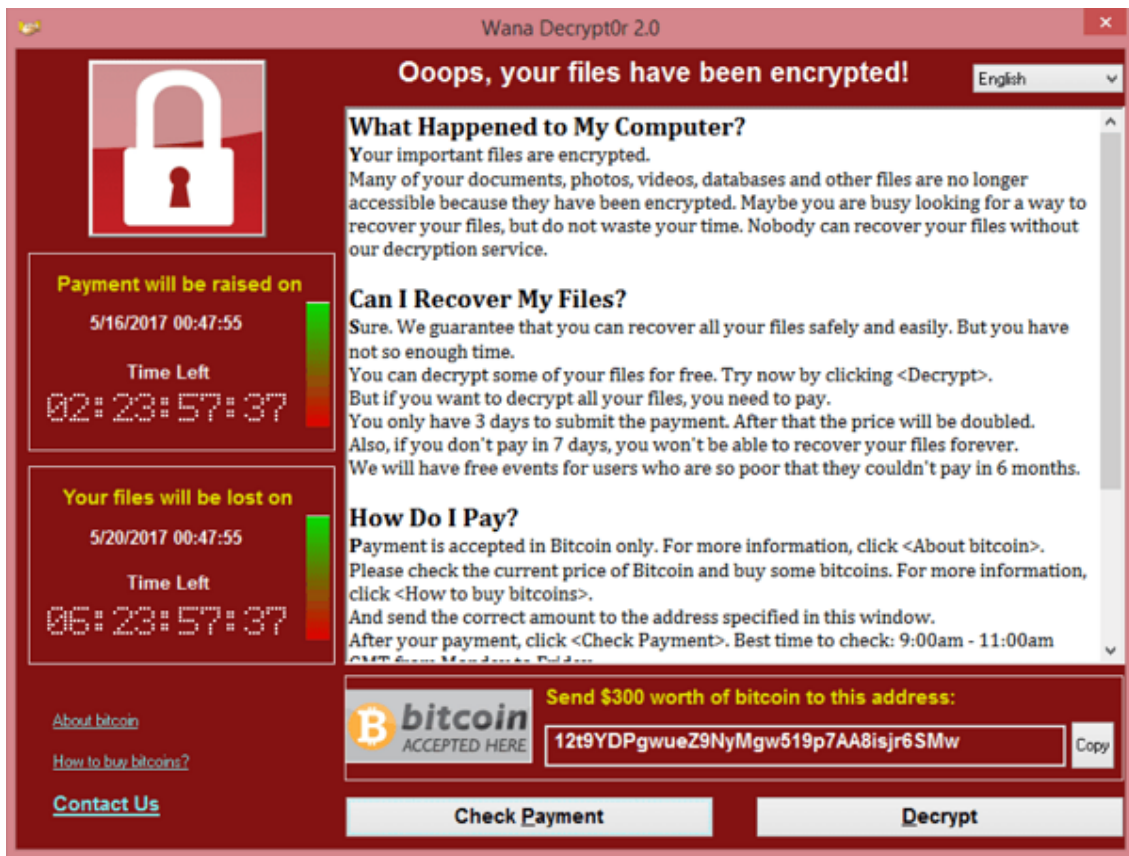 Wana Decrypt0r 2.0
Ooops, your files have been encrypted!
English
Payment will be raised on
5/16/2017 00:47:55
Time Left
02:23:57:37
Your files will be lost on
5/20/2017 00:47:55
Time Left
06:23:57:37
About bitcoin
How to buy bitcoins?
Contact Us
What Happened to My Computer?
Your important files are encrypted.
Many of your documents, photos, videos, databases and other files are no longer
accessible because they have been encrypted. Maybe you are busy looking for a way to
recover your files, but do not waste your time. Nobody can recover your files without
our decryption service.
Can I Recover My Files?
Sure. We guarantee that you can recover all your files safely and easily. But you have
not so enough time.
You can decrypt some of your files for free. Try now by clicking <Decrypt>.
But if you want to decrypt all your files, you need to pay.
You only have 3 days to submit the payment. After that the price will be doubled.
Also, if you don't pay in 7 days, you won't be able to recover your files forever.
We will have free events for users who are so poor that they couldn't pay in 6 months.
How Do I Pay?
Payment is accepted in Bitcoin only. For more information, click <About bitcoin>.
Please check the current price of Bitcoin and buy some bitcoins. For more information,
click <How to buy bitcoins>.
And send the correct amount to the address specified in this window.
After your payment, click <Check Payment>. Best time to check: 9:00am - 11:00am
GMT from Monday to Friday.
bitcoin
ACCEPTED HERE
Send $300 worth of bitcoin to this address:
12t9YDPgwueZ9NyMgw519p7AA8isjr6SMw
Copy
Check Payment
Decrypt